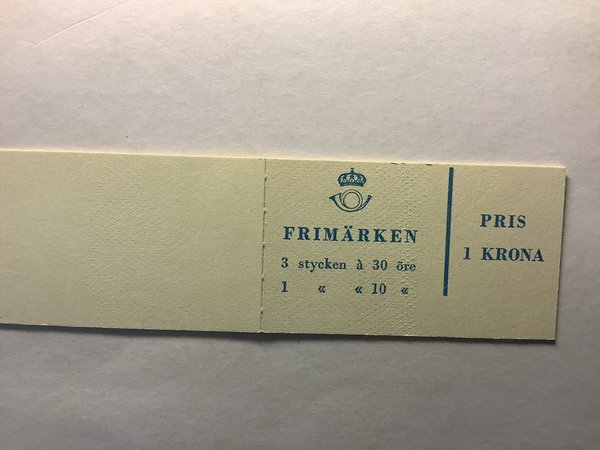 FRIMÄRKEN
3 stycken à 30 öre
1 « « 10 «
PRIS
1 KRONA